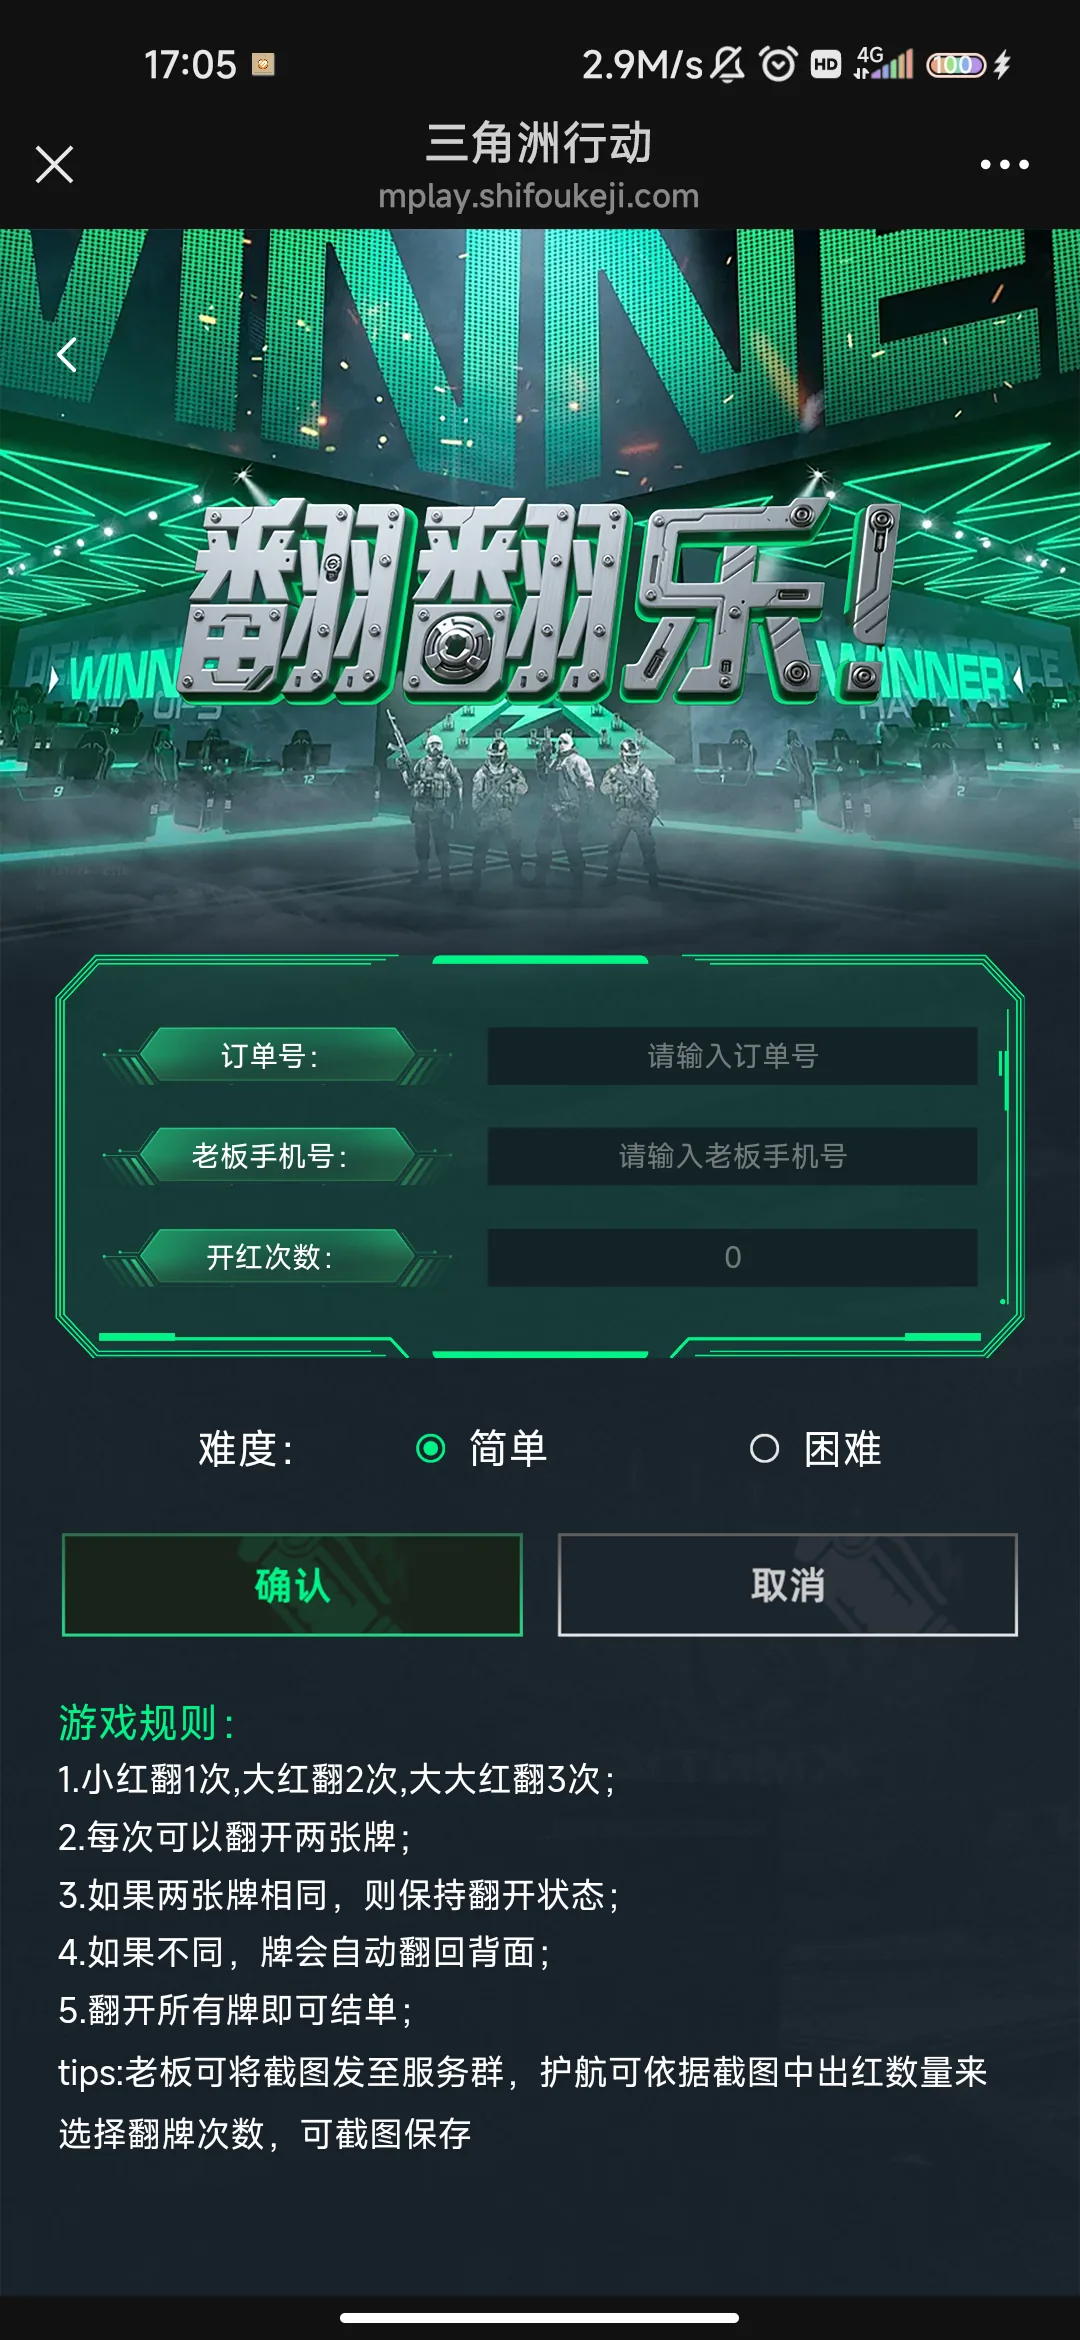 17:05
2.9M/s
HD
4G
100
三角洲行动
mplay.shifoukeji.com
WINNER
翻翻乐!
WINN
WINNER
订单号:
请输入订单号
老板手机号:
请输入老板手机号
开红次数:
0
难度:
简单
困难
确认
取消
游戏规则:
1.小红翻1次,大红翻2次,大大红翻3次;
2.每次可以翻开两张牌;
3.如果两张牌相同，则保持翻开状态;
4.如果不同，牌会自动翻回背面;
5.翻开所有牌即可结单;
tips:老板可将截图发至服务群，护航可依据截图中出红数量来
选择翻牌次数，可截图保存